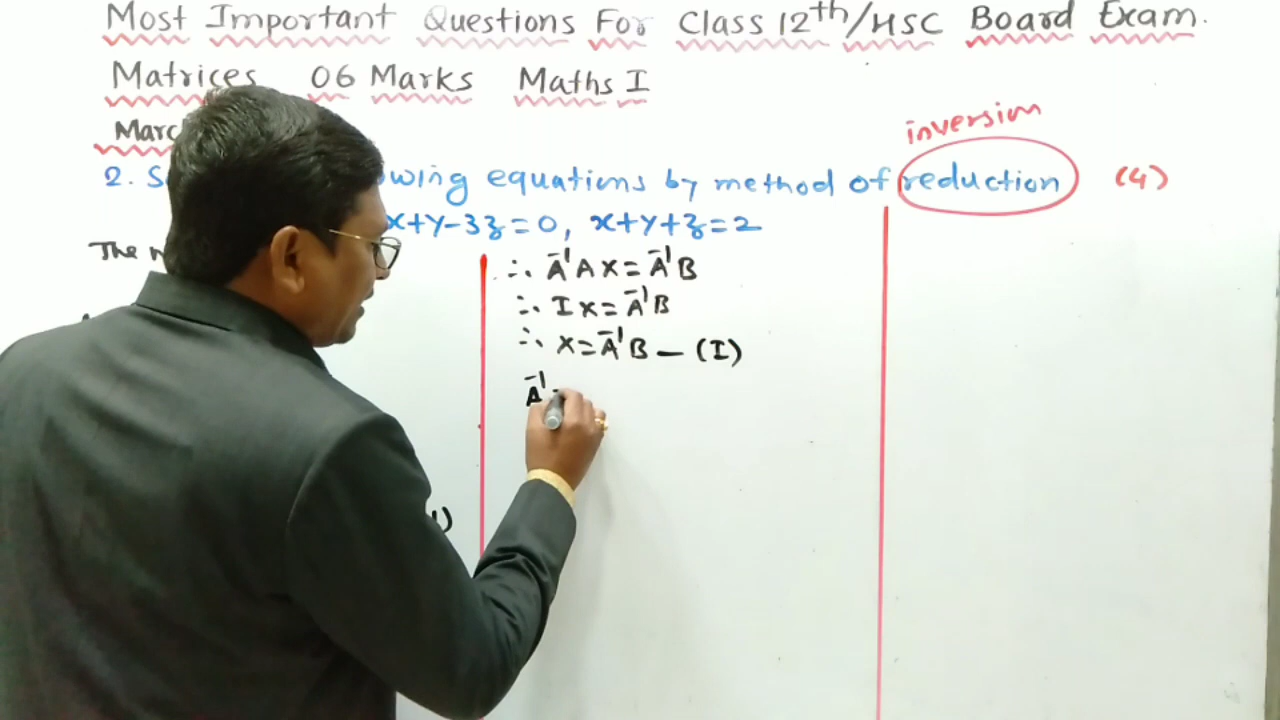 Most Important Questions For Class 12th/HSC Board Exam.
Matrices 06 Marks Maths I
inversion
2. equations by method of reduction (4)
x+y-3z=0, x+y+z=2
The
∴ A⁻¹AX=A⁻¹B
∴ IX=A⁻¹B
∴ X=A⁻¹B — (I)
A⁻¹